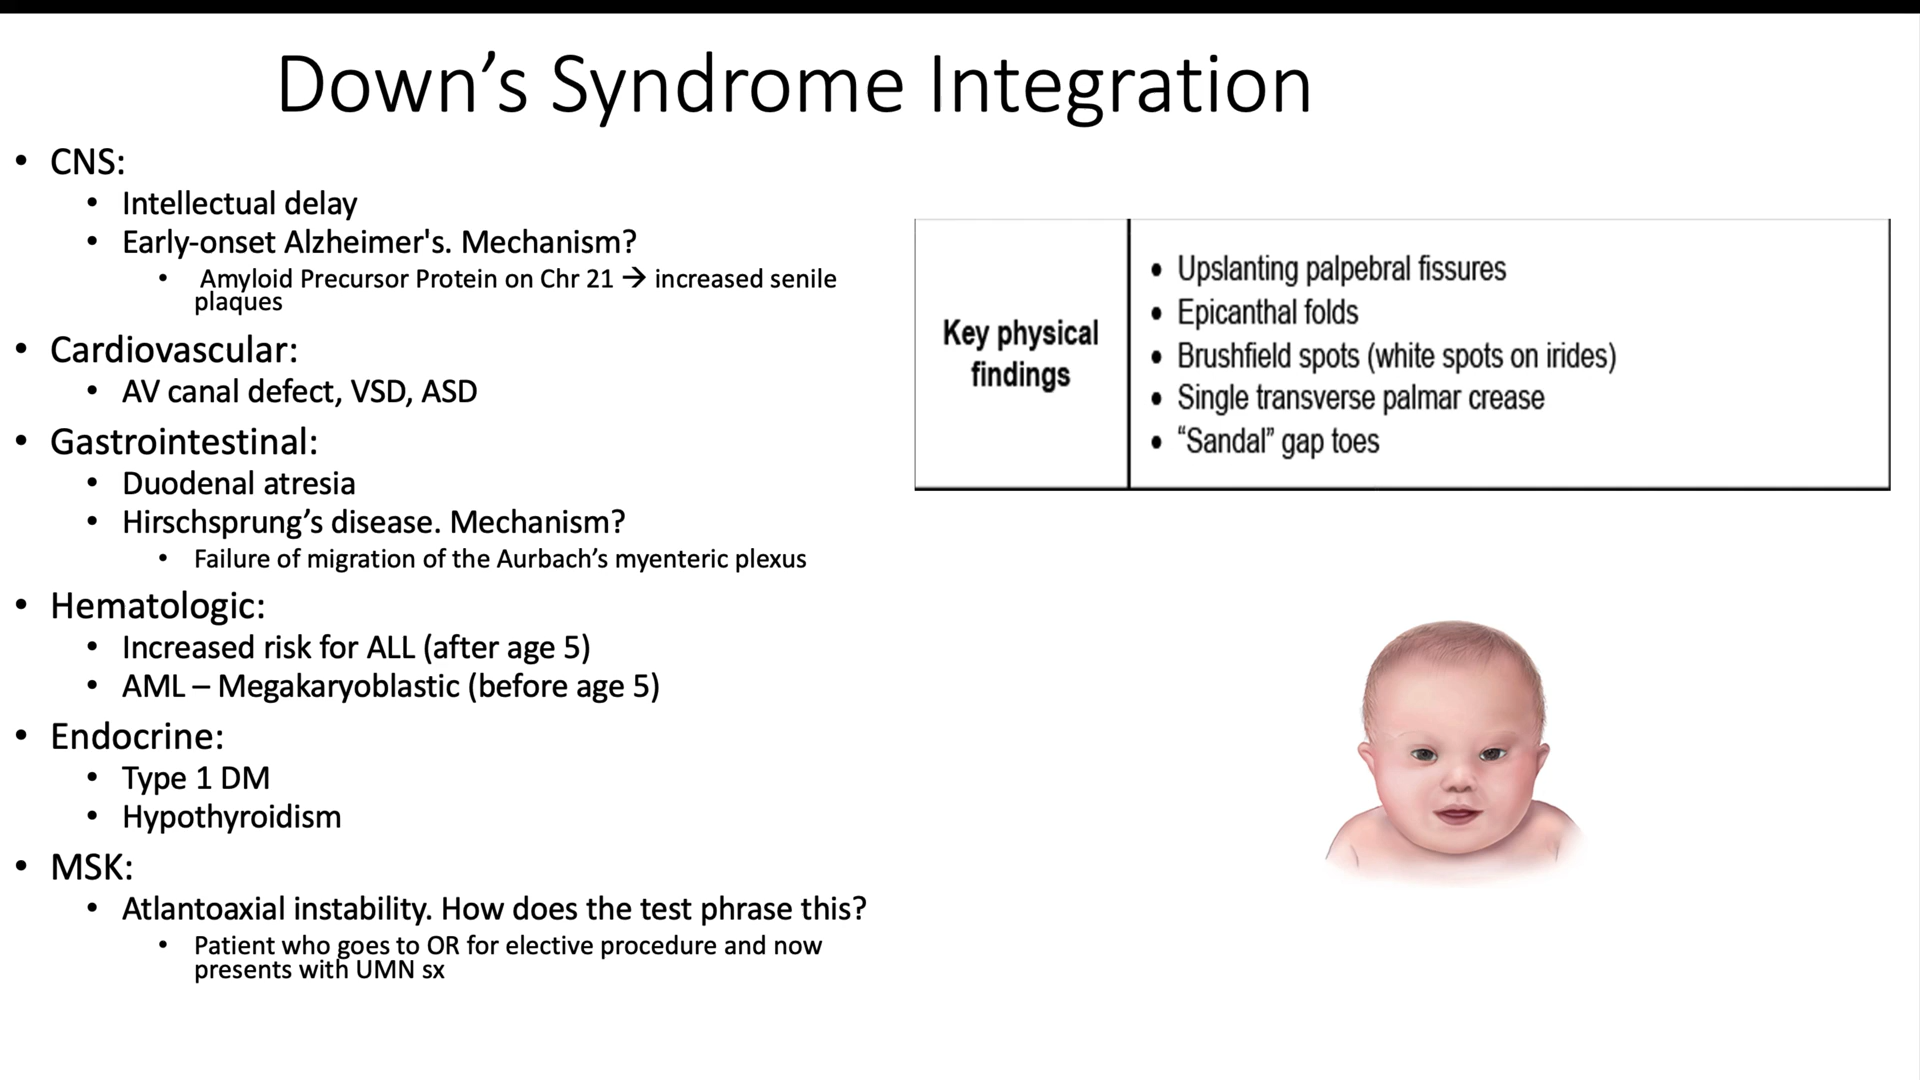 Down’s Syndrome Integration
• CNS:
• Intellectual delay
• Early-onset Alzheimer's. Mechanism?
• Amyloid Precursor Protein on Chr 21 → increased senile
plaques
• Cardiovascular:
• AV canal defect, VSD, ASD
• Gastrointestinal:
• Duodenal atresia
• Hirschsprung’s disease. Mechanism?
• Failure of migration of the Aurbach’s myenteric plexus
• Hematologic:
• Increased risk for ALL (after age 5)
• AML – Megakaryoblastic (before age 5)
• Endocrine:
• Type 1 DM
• Hypothyroidism
• MSK:
• Atlantoaxial instability. How does the test phrase this?
• Patient who goes to OR for elective procedure and now
presents with UMN sx
Key physical
findings
• Upslanting palpebral fissures
• Epicanthal folds
• Brushfield spots (white spots on irides)
• Single transverse palmar crease
• “Sandal” gap toes